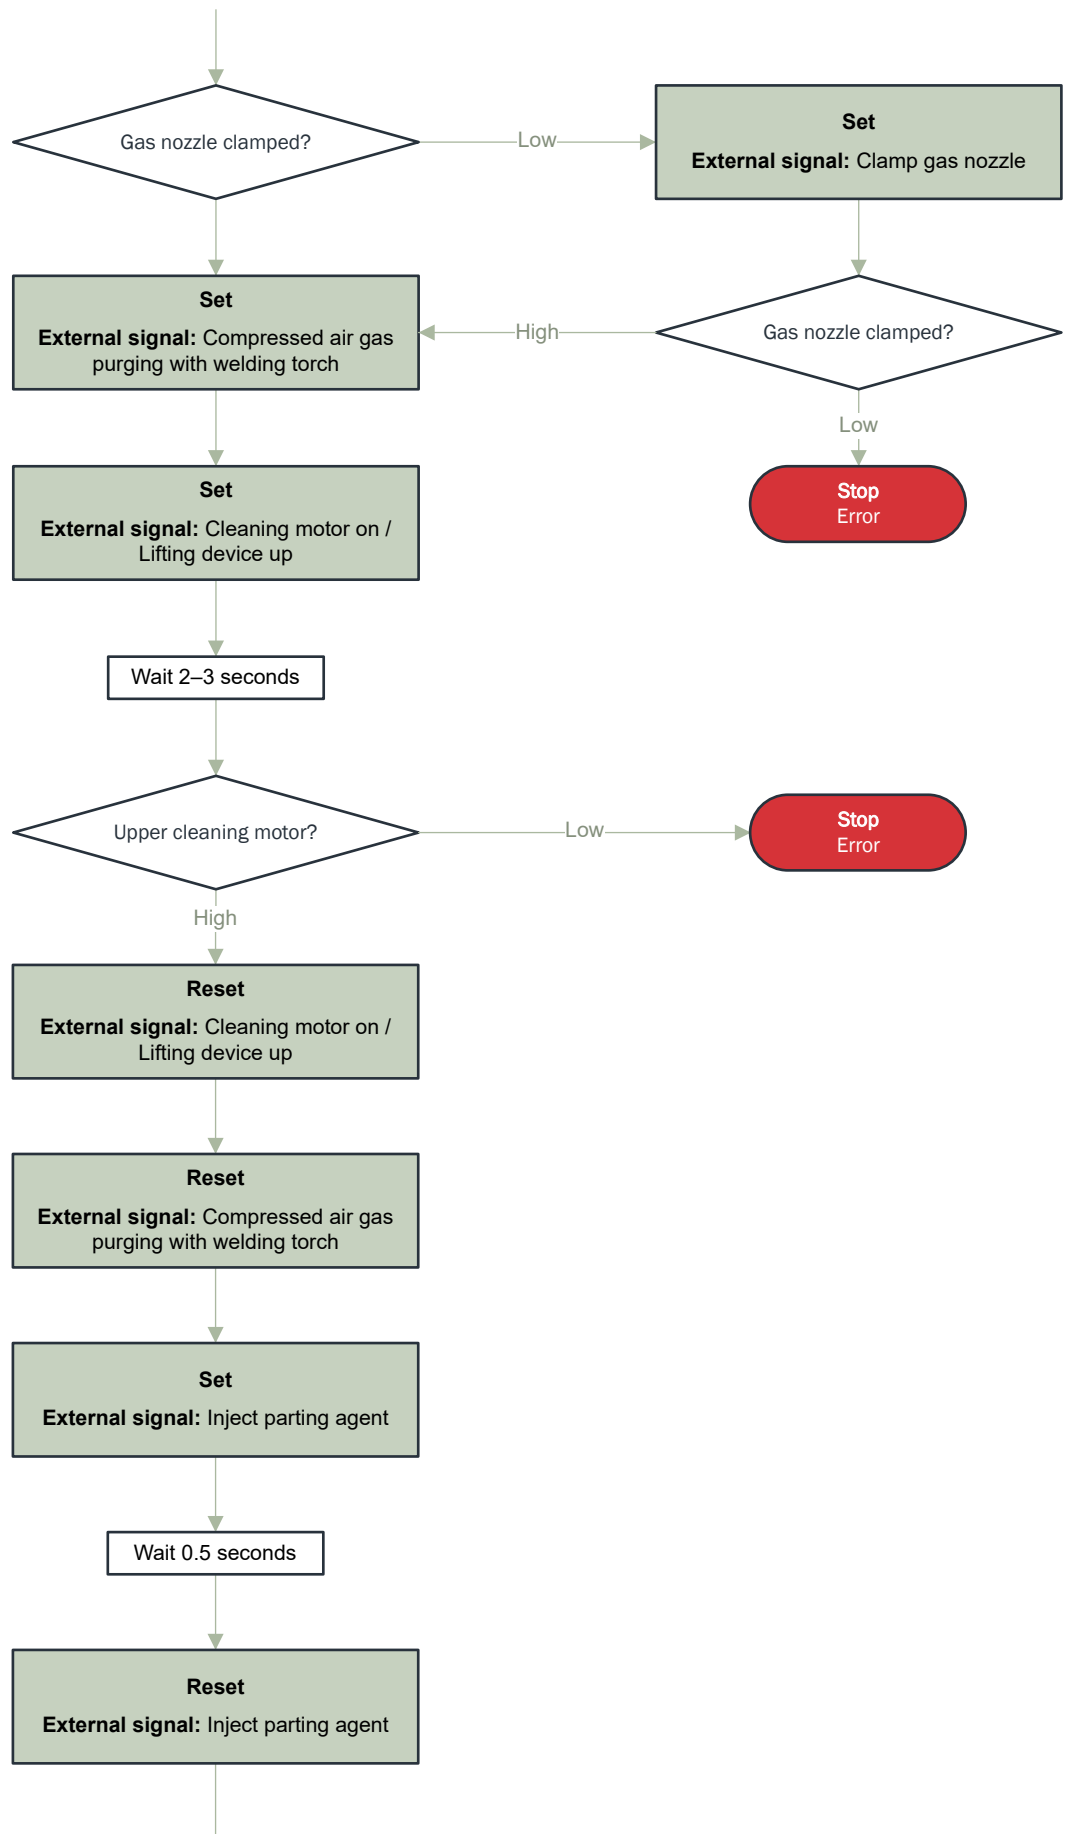 Gas nozzle clamped?
Low
Set
External signal: Clamp gas nozzle
Set
External signal: Compressed air gas
purging with welding torch
High
Gas nozzle clamped?
Low
Stop
Error
Set
External signal: Cleaning motor on /
Lifting device up
Wait 2–3 seconds
Upper cleaning motor?
Low
Stop
Error
High
Reset
External signal: Cleaning motor on /
Lifting device up
Reset
External signal: Compressed air gas
purging with welding torch
Set
External signal: Inject parting agent
Wait 0.5 seconds
Reset
External signal: Inject parting agent